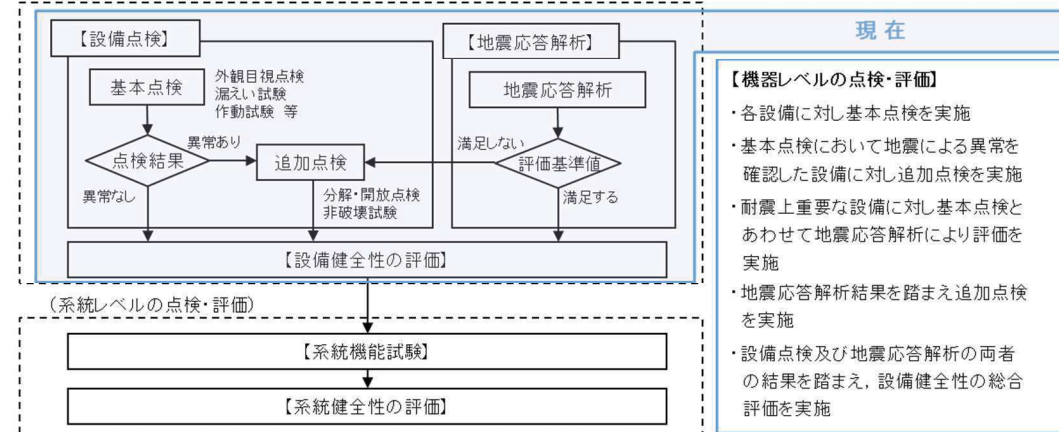 【設備点検】
基本点検
外観目視点検
漏えい試験
作動試験 等
点検結果
異常あり
異常なし
追加点検
分解・開放点検
非破壊試験
【地震応答解析】
地震応答解析
評価基準値
満足しない
満足する
【設備健全性の評価】
(系統レベルの点検・評価)
【系統機能試験】
【系統健全性の評価】
現在
【機器レベルの点検・評価】
・各設備に対し基本点検を実施
・基本点検において地震による異常を
確認した設備に対し追加点検を実施
・耐震上重要な設備に対し基本点検と
あわせて地震応答解析により評価を
実施
・地震応答解析結果を踏まえ追加点検
を実施
・設備点検及び地震応答解析の両者
の結果を踏まえ，設備健全性の総合
評価を実施